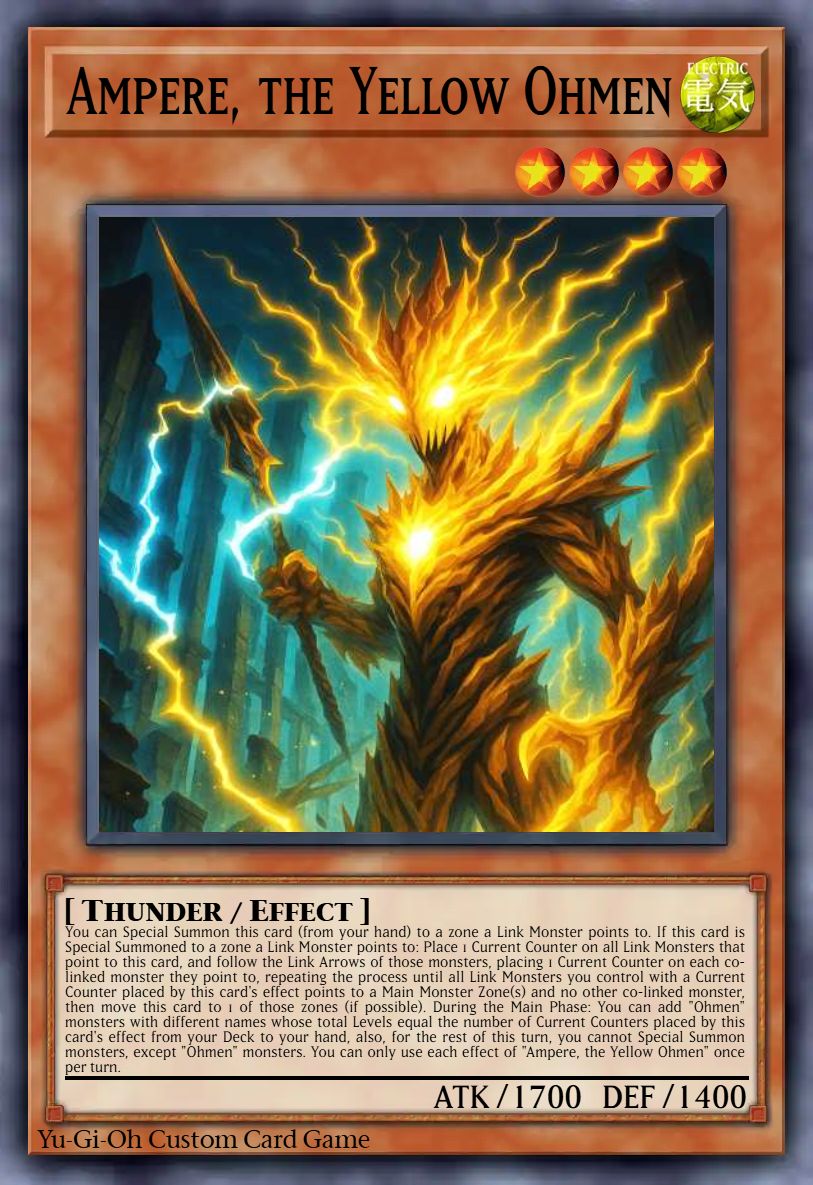 Ampere, the Yellow Ohmen
ELECTRIC
電気
[ Thunder / Effect ]
You can Special Summon this card (from your hand) to a zone a Link Monster points to. If this card is
Special Summoned to a zone a Link Monster points to: Place 1 Current Counter on all Link Monsters that
point to this card, and follow the Link Arrows of those monsters, placing 1 Current Counter on each co-
linked monster they point to, repeating the process until all Link Monsters you control with a Current
Counter placed by this card's effect points to a Main Monster Zone(s) and no other co-linked monster,
then move this card to 1 of those zones (if possible). During the Main Phase: You can add "Ohmen"
monsters with different names whose total Levels equal the number of Current Counters placed by this
card's effect from your Deck to your hand, also, for the rest of this turn, you cannot Special Summon
monsters, except "Ohmen" monsters. You can only use each effect of "Ampere, the Yellow Ohmen" once
per turn.
ATK /1700 DEF /1400
Yu-Gi-Oh Custom Card Game